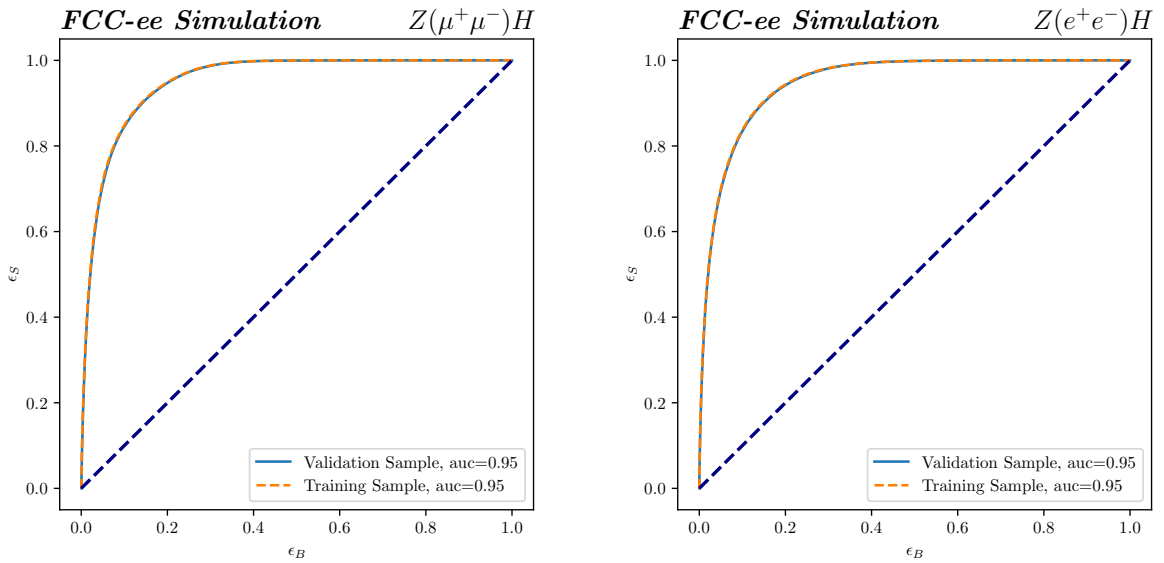 FCC-ee Simulation Z(μ⁺μ⁻)H
1.0
0.8
0.6
0.4
0.2
0.0
ϵ_S
Validation Sample, auc=0.95
Training Sample, auc=0.95
0.0 0.2 0.4 0.6 0.8 1.0
ϵ_B
FCC-ee Simulation Z(e⁺e⁻)H
1.0
0.8
0.6
0.4
0.2
0.0
ϵ_S
Validation Sample, auc=0.95
Training Sample, auc=0.95
0.0 0.2 0.4 0.6 0.8 1.0
ϵ_B